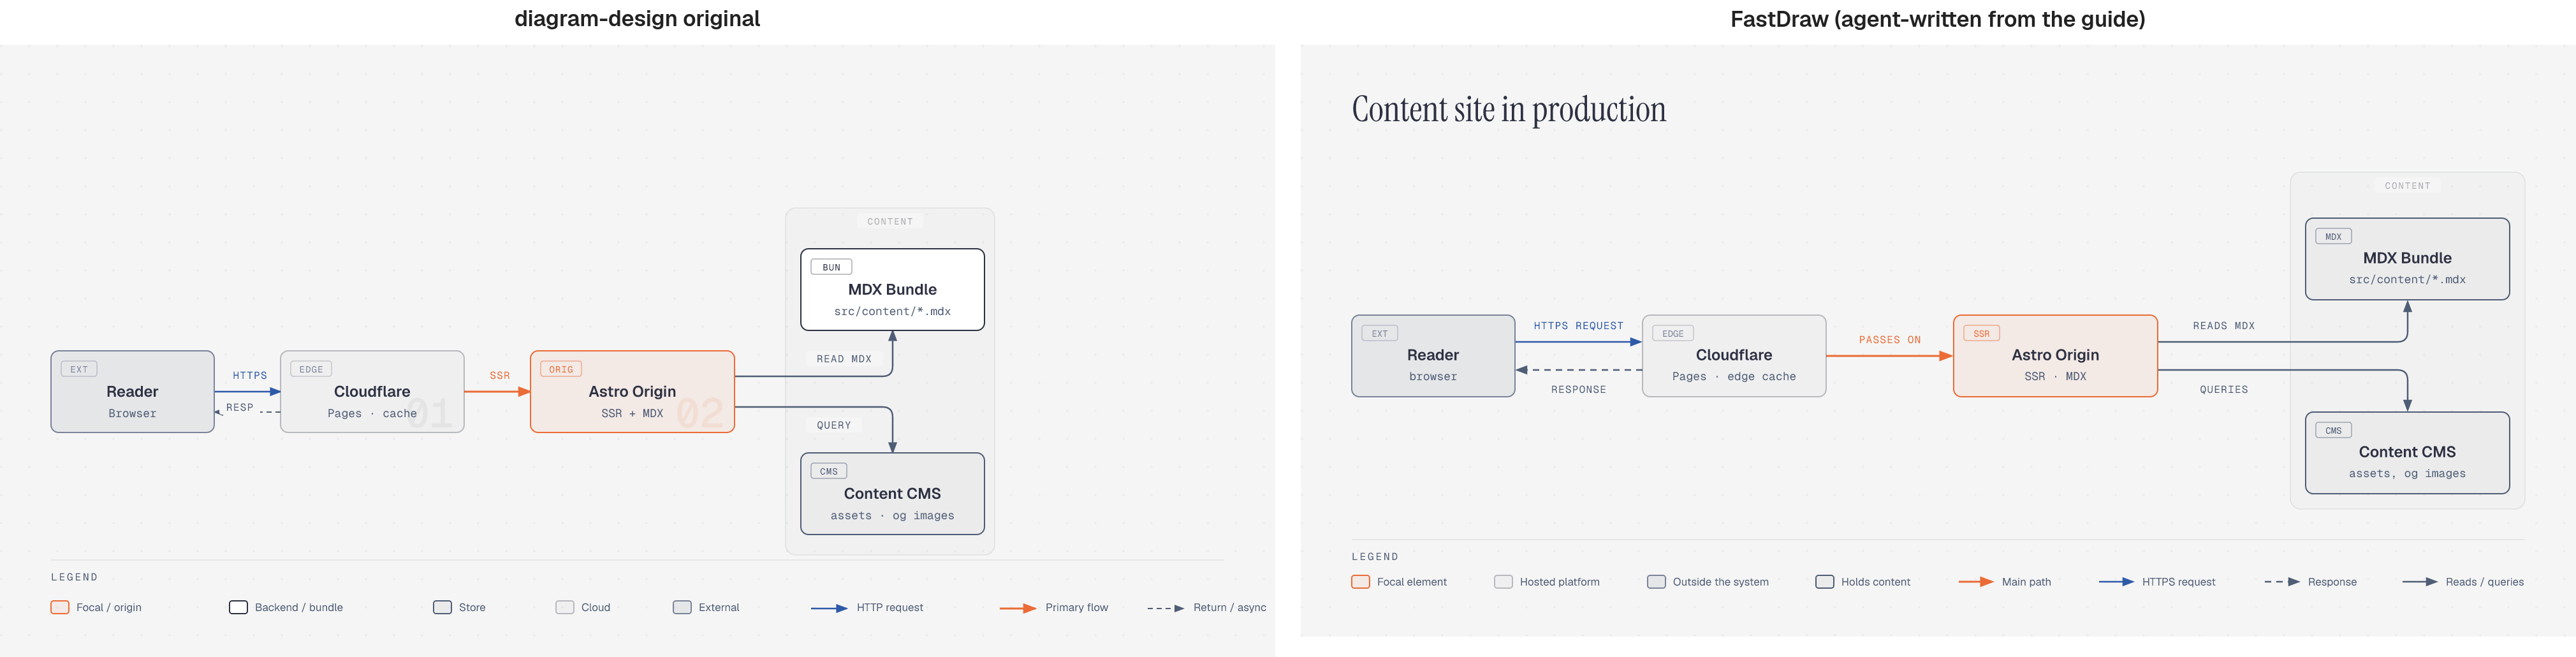 diagram-design original
CONTENT
BUN
MDX Bundle
src/content/*.mdx
READ MDX
EXT
Reader
Browser
HTTPS
RESP
EDGE
Cloudflare
Pages · cache
01
SSR
ORIG
Astro Origin
SSR + MDX
02
QUERY
CMS
Content CMS
assets · og images
LEGEND
Focal / origin
Backend / bundle
Store
Cloud
External
HTTP request
Primary flow
Return / async
FastDraw (agent-written from the guide)
Content site in production
CONTENT
MDX
MDX Bundle
src/content/*.mdx
EXT
Reader
browser
HTTPS REQUEST
RESPONSE
EDGE
Cloudflare
Pages · edge cache
PASSES ON
SSR
Astro Origin
SSR · MDX
READS MDX
QUERIES
CMS
Content CMS
assets, og images
LEGEND
Focal element
Hosted platform
Outside the system
Holds content
Main path
HTTPS request
Response
Reads / queries